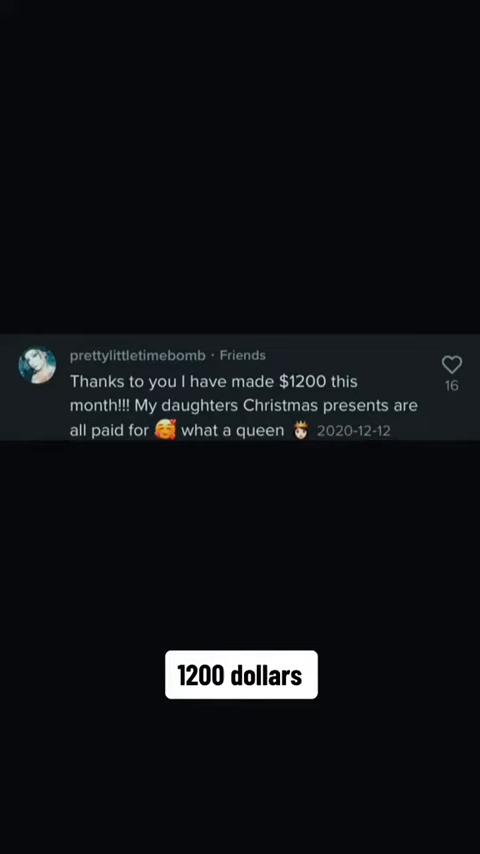 prettylittletimebomb · Friends
Thanks to you I have made $1200 this
month!!! My daughters Christmas presents are
all paid for 🥰 what a queen 👸🏻 2020-12-12
16
1200 dollars